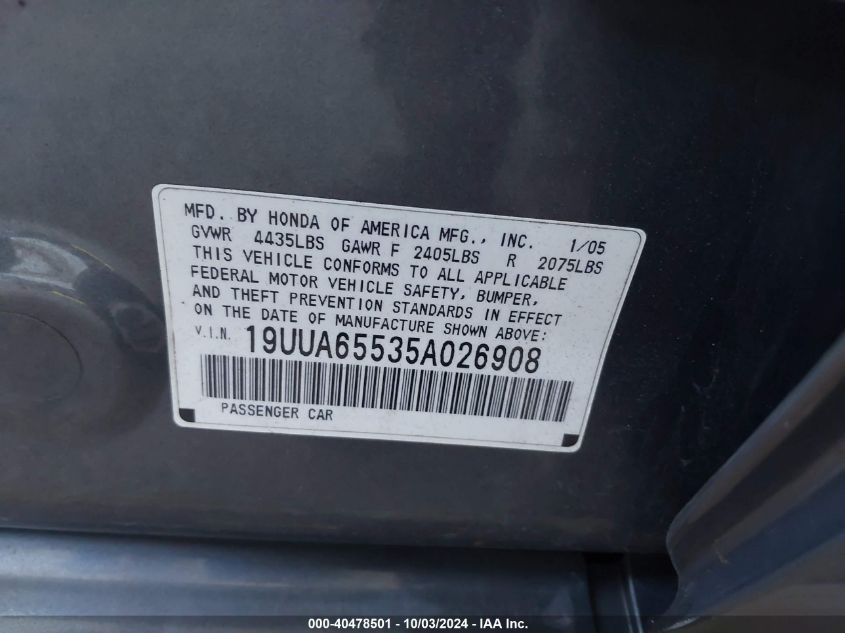 MFD. BY HONDA OF AMERICA MFG., INC. 1/05
GVWR 4435LBS GAWR F 2405LBS R 2075LBS
THIS VEHICLE CONFORMS TO ALL APPLICABLE
FEDERAL MOTOR VEHICLE SAFETY, BUMPER,
AND THEFT PREVENTION STANDARDS IN EFFECT
ON THE DATE OF MANUFACTURE SHOWN ABOVE:
V.I.N. 19UUA65535A026908
PASSENGER CAR
000-40478501 - 10/03/2024 - IAA Inc.